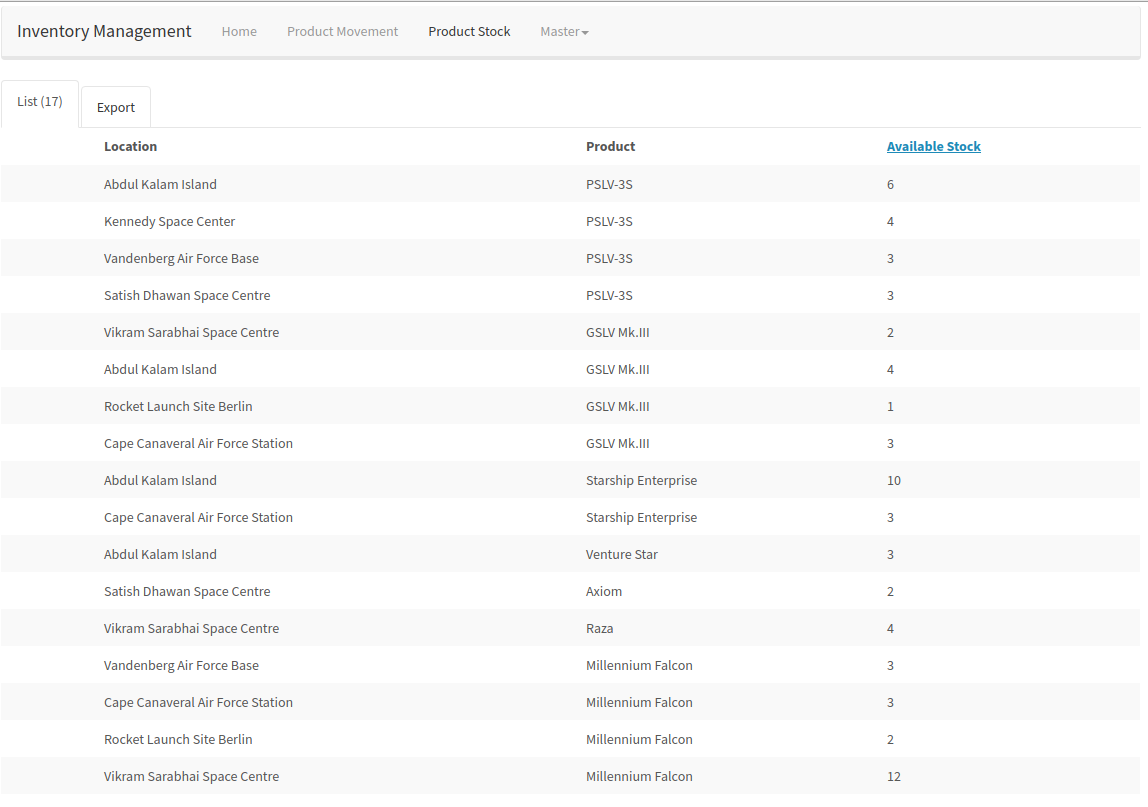 Inventory Management Home Product Movement Product Stock Master
List (17) Export
Location Product Available Stock
Abdul Kalam Island PSLV-3S 6
Kennedy Space Center PSLV-3S 4
Vandenberg Air Force Base PSLV-3S 3
Satish Dhawan Space Centre PSLV-3S 3
Vikram Sarabhai Space Centre GSLV Mk.III 2
Abdul Kalam Island GSLV Mk.III 4
Rocket Launch Site Berlin GSLV Mk.III 1
Cape Canaveral Air Force Station GSLV Mk.III 3
Abdul Kalam Island Starship Enterprise 10
Cape Canaveral Air Force Station Starship Enterprise 3
Abdul Kalam Island Venture Star 3
Satish Dhawan Space Centre Axiom 2
Vikram Sarabhai Space Centre Raza 4
Vandenberg Air Force Base Millennium Falcon 3
Cape Canaveral Air Force Station Millennium Falcon 3
Rocket Launch Site Berlin Millennium Falcon 2
Vikram Sarabhai Space Centre Millennium Falcon 12